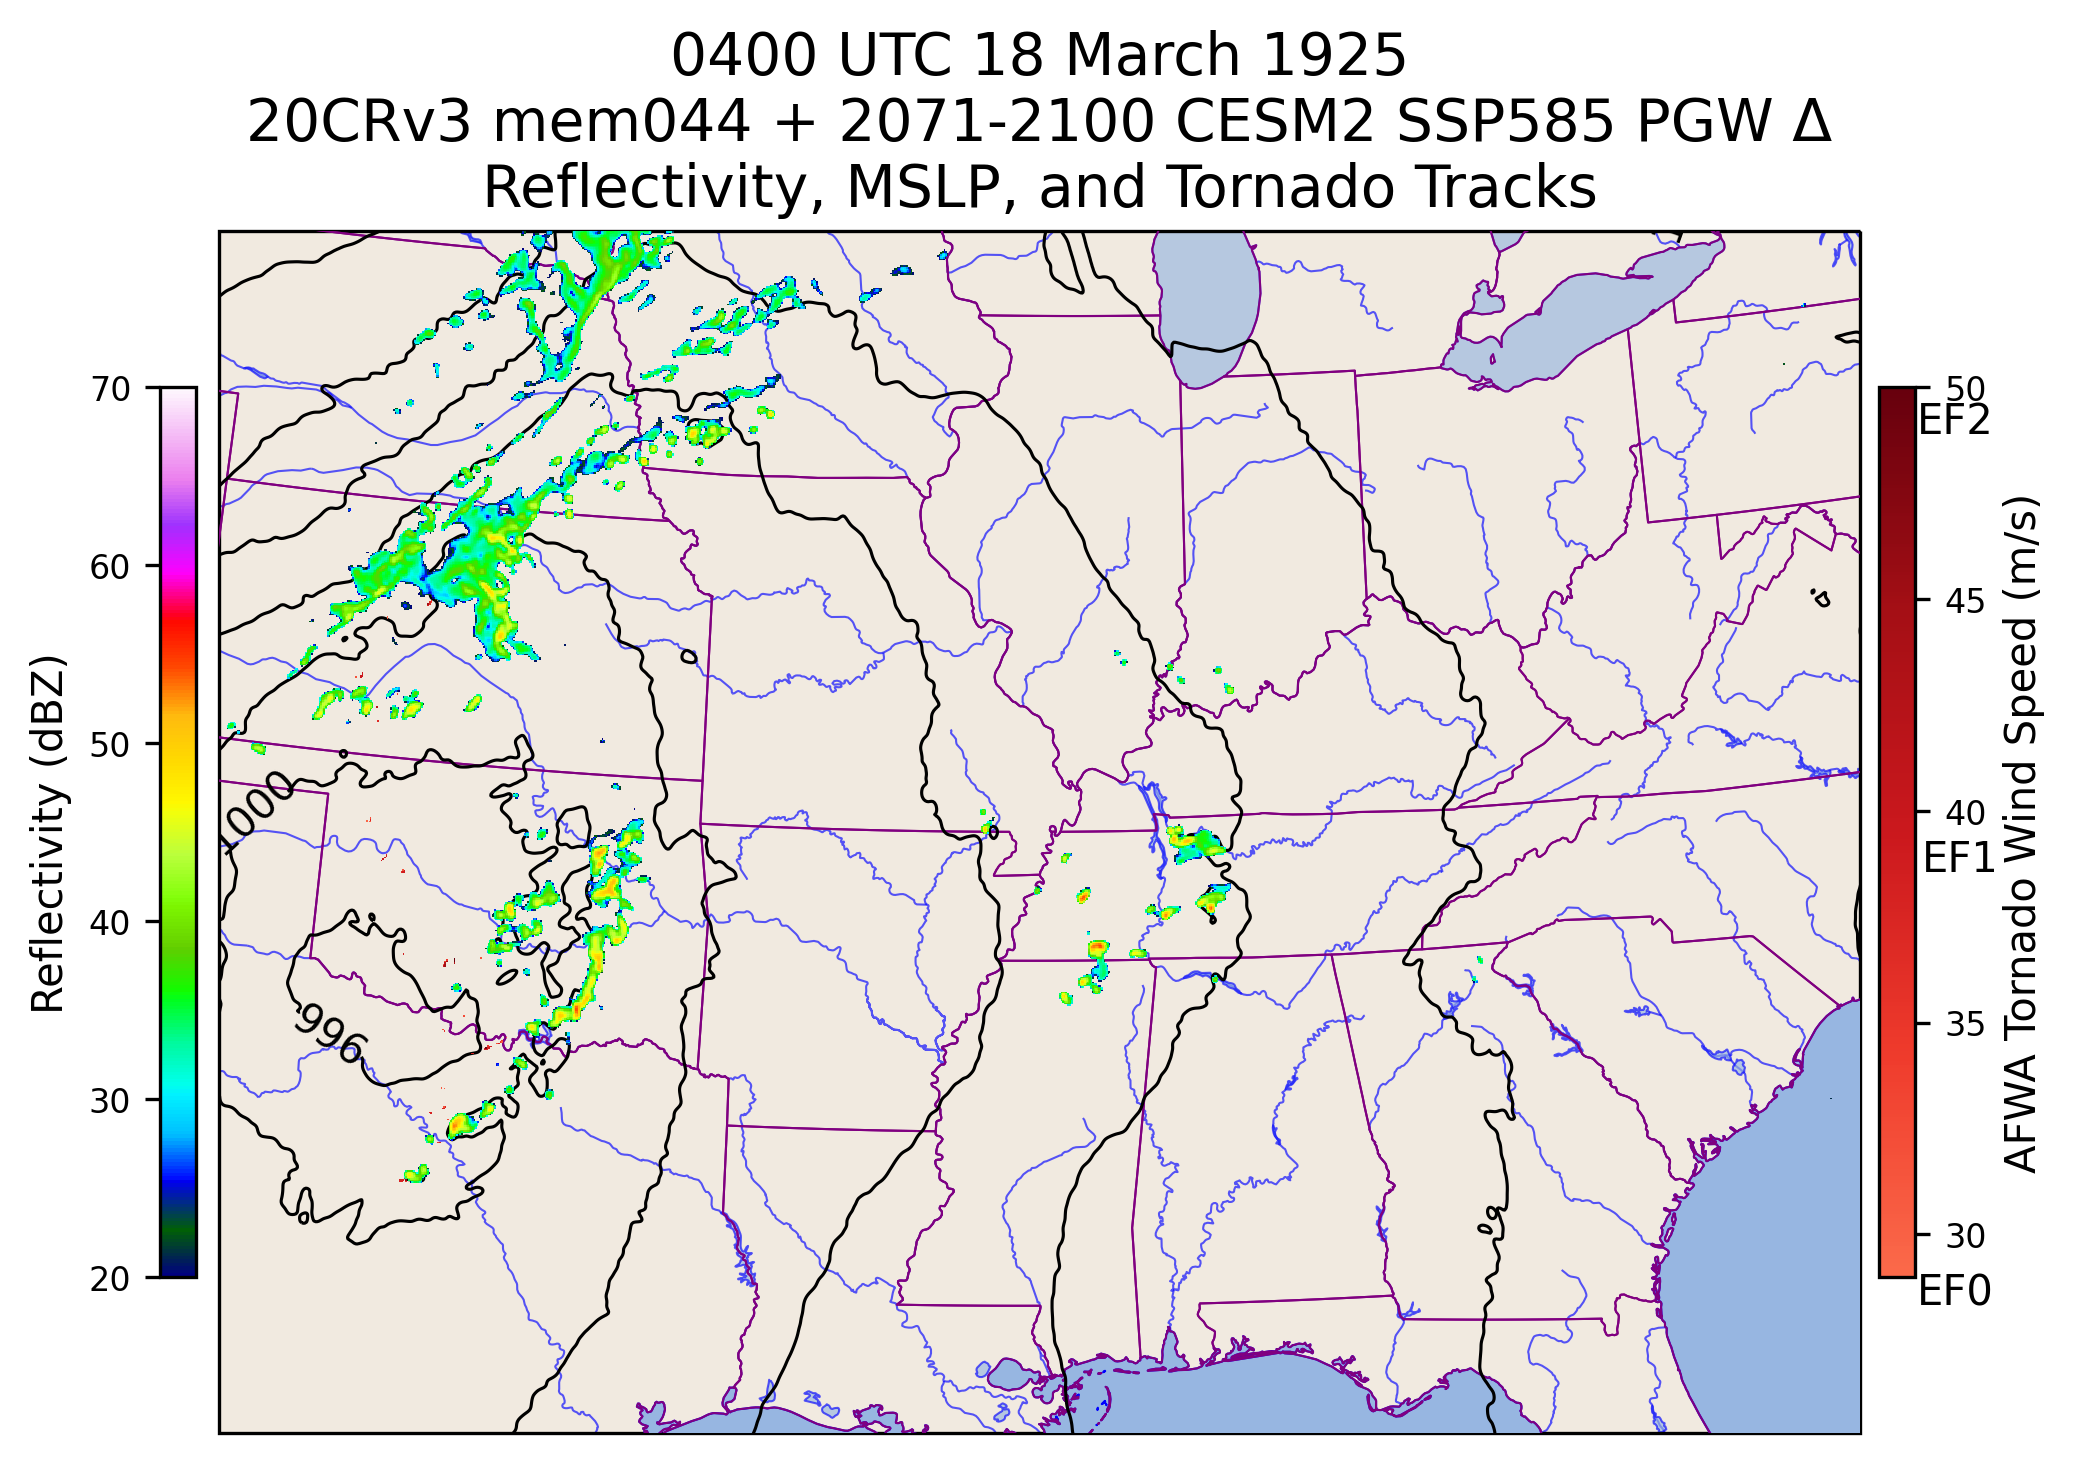 0400 UTC 18 March 1925
20CRv3 mem044 + 2071-2100 CESM2 SSP585 PGW Δ
Reflectivity, MSLP, and Tornado Tracks
70
60
50
40
30
20
Reflectivity (dBZ)
1000
996
50
EF2
45
40
EF1
35
30
EF0
AFWA Tornado Wind Speed (m/s)